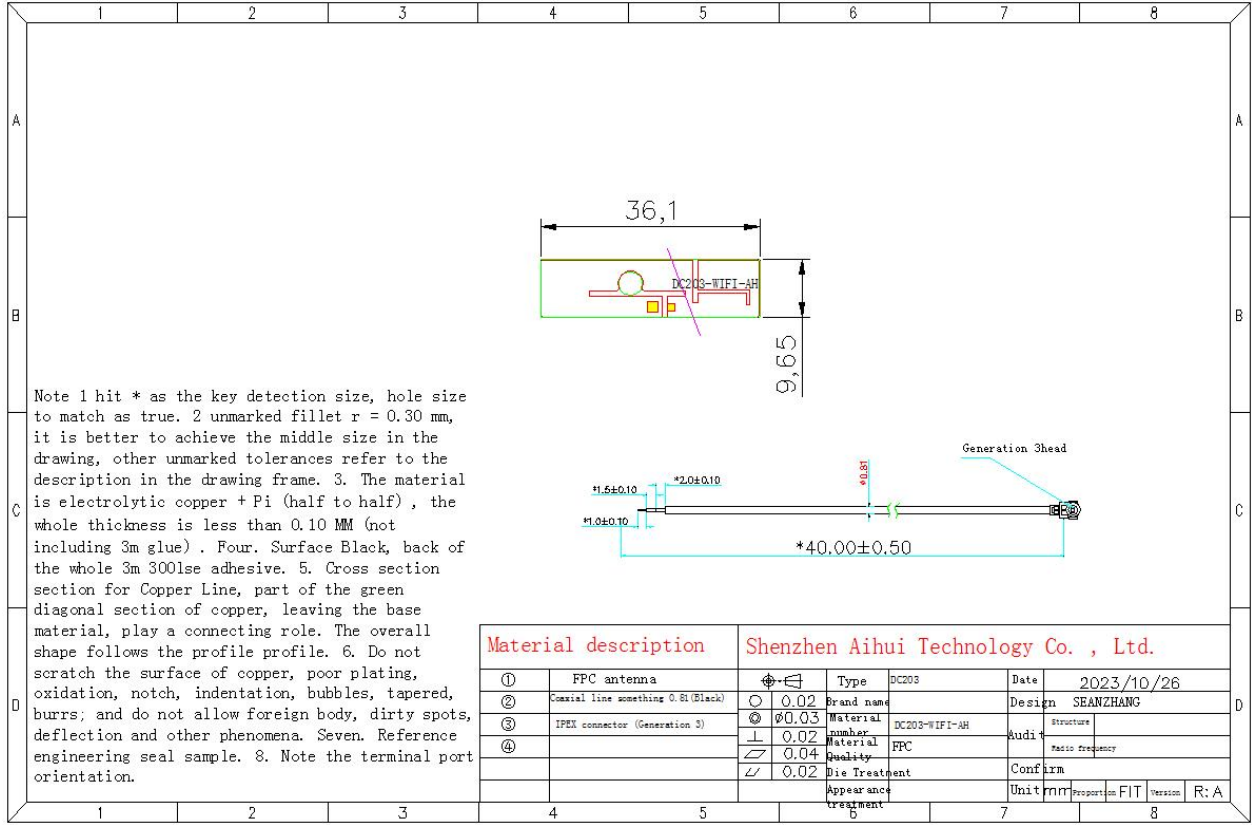 1 2 3 4 5 6 7 8
A A
36,1
DC203-WIFI-AH
B B
9,65
Note 1 hit * as the key detection size, hole size
to match as true. 2 unmarked fillet r = 0.30 mm,
it is better to achieve the middle size in the
drawing, other unmarked tolerances refer to the
description in the drawing frame. 3. The material
is electrolytic copper + Pi (half to half) , the
whole thickness is less than 0.10 MM (not
including 3m glue) . Four. Surface Black, back of
the whole 3m 300lse adhesive. 5. Cross section
section for Copper Line, part of the green
diagonal section of copper, leaving the base
material, play a connecting role. The overall
shape follows the profile profile. 6. Do not
scratch the surface of copper, poor plating,
oxidation, notch, indentation, bubbles, tapered,
burrs; and do not allow foreign body, dirty spots,
deflection and other phenomena. Seven. Reference
engineering seal sample. 8. Note the terminal port
orientation.
Generation 3head
*0.81
*2.0±0.10
*1.5±0.10
*1.0±0.10
C C
*40.00±0.50
Material description
Shenzhen Aihui Technology Co. , Ltd.
① FPC antenna
② Coaxial line something 0.81(Black)
③ IPEX connector (Generation 3)
④
0.02
ø0.03
0.02
0.04
0.02
Type DC203
Brand name
Material number DC203-WIFI-AH
Material Quality FPC
Die Treatment
Appearance treatment
Date 2023/10/26
Design SEANZHANG
Audit Structure
Radio frequency
Confirm
Unit mm Proportion FIT Version R:A
D D
1 2 3 4 5 6 7 8